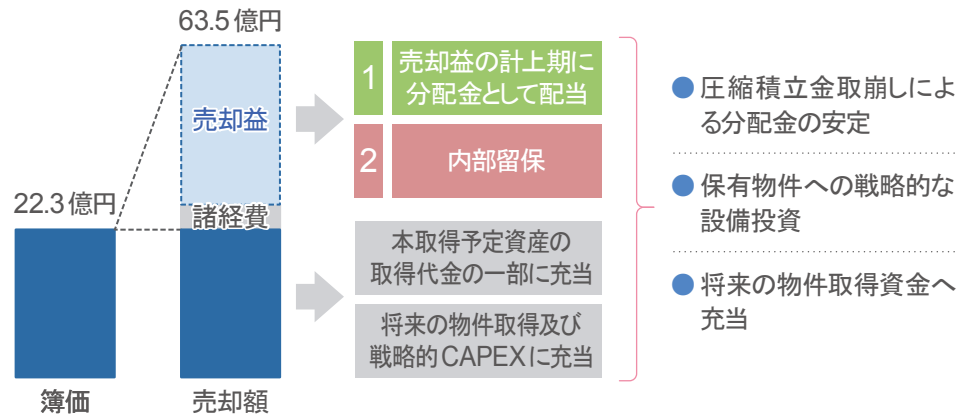 63.5億円
売却益
諸経費
22.3億円
簿価
売却額
1
売却益の計上期に
分配金として配当
2
内部留保
本取得予定資産の
取得代金の一部に充当
将来の物件取得及び
戦略的CAPEXに充当
● 圧縮積立金取崩しによ
る分配金の安定
● 保有物件への戦略的な
設備投資
● 将来の物件取得資金へ
充当